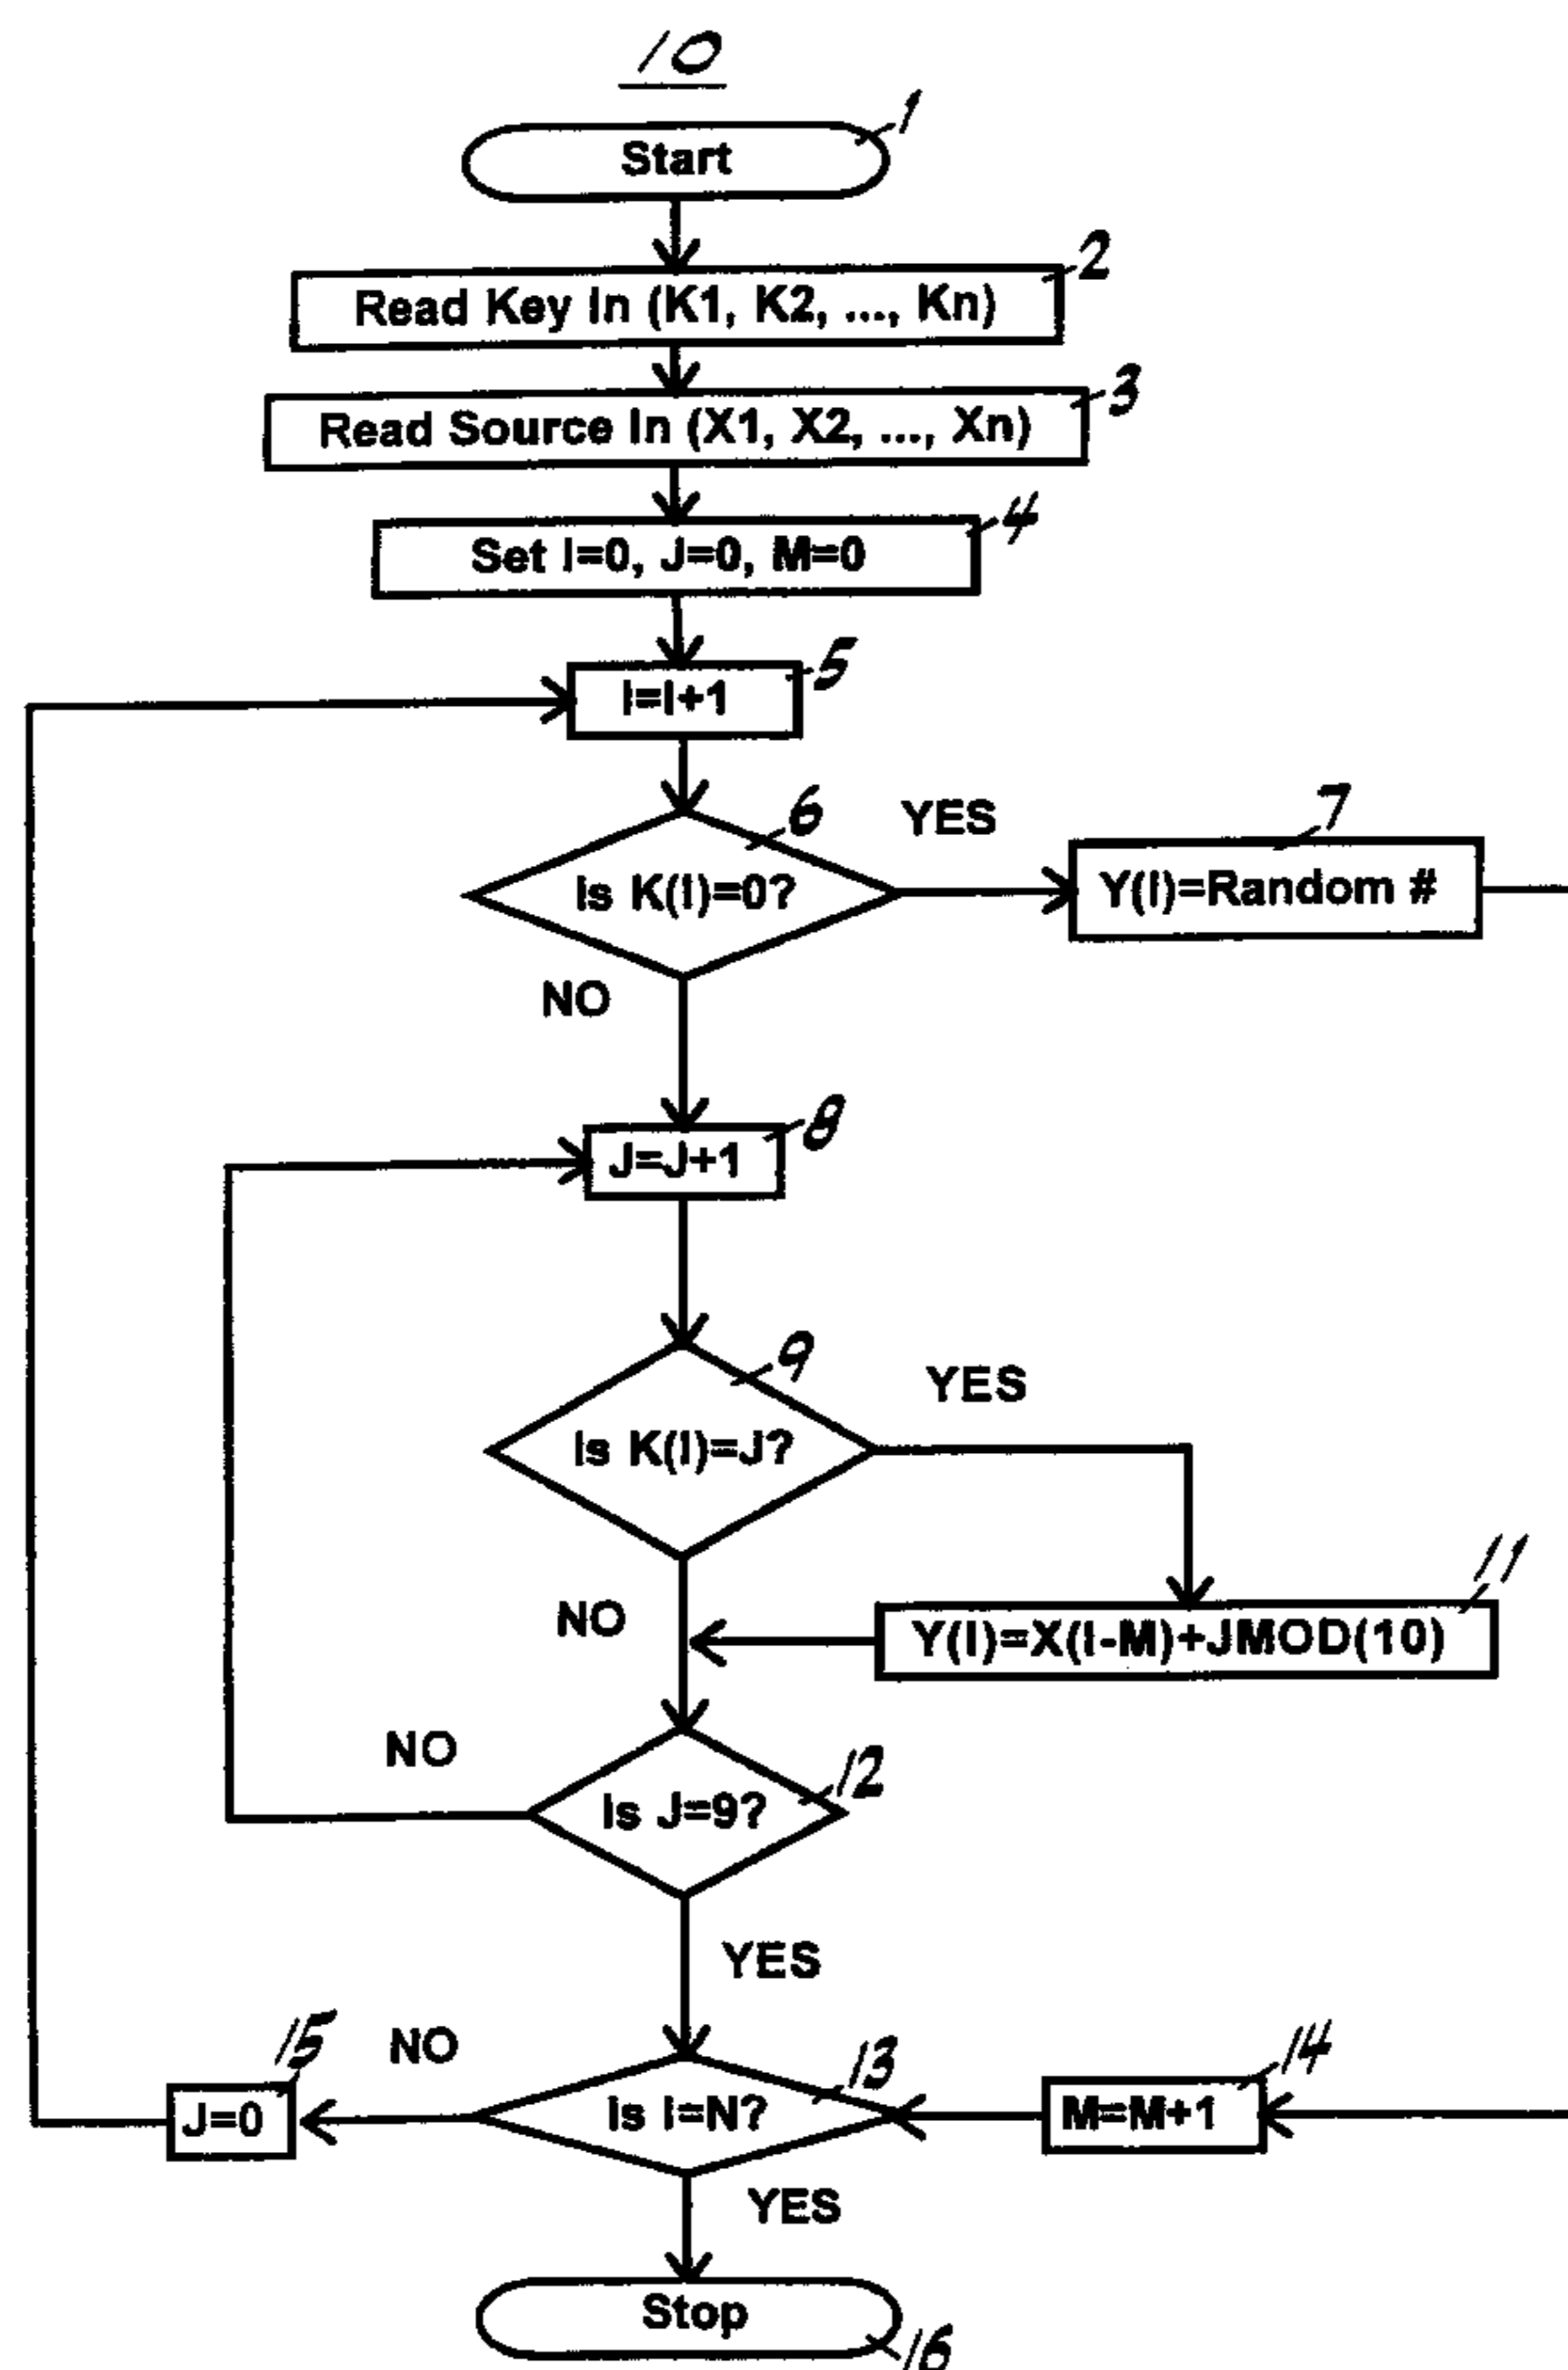 10
1
Start
2
Read Key In (K1, K2, ..., Kn)
3
Read Source In (X1, X2, ..., Xn)
4
Set I=0, J=0, M=0
5
I=I+1
6
YES
7
Is K(I)=0?
Y(I)=Random #
NO
8
J=J+1
9
YES
Is K(I)=J?
11
NO
Y(I)=X(I-M)+JMOD(10)
NO
12
Is J=9?
YES
15
NO
13
14
J=0
Is I=N?
M=M+1
YES
Stop
16